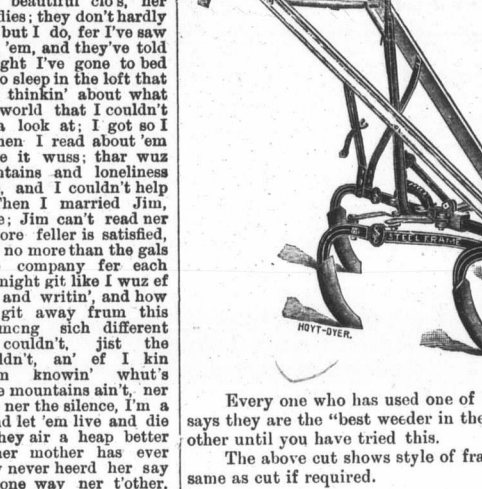 beautiful clo's, her
dies; they don't hardly
but I do, fer I've saw
'em, and they've told
ght I've gone to bed
o sleep in the loft that
thinkin' about what
world that I couldn't
a look at; I got so I
hen I read about 'em
e it wuss; thar wuz
ntains and loneliness
, and I couldn't help
Then I married Jim,
e; Jim can't read ner
ore feller is satisfied,
no more than the gals
company fer each
night git like I wuz ef
and writin', and how
git away frum this
mcng sich different
couldn't, jist the
ldn't, an' ef I kin
m knowin' whut's
e mountains ain't, ner
ner the silence, I'm a
nd let 'em live and die
hey air a heap better
her mother has ever
y never heerd her say
one way ner t'other.
STEEL FRAME
HOYT-DYER.
Every one who has used one of
says they are the "best weeder in the
other until you have tried this.
The above cut shows style of fra
same as cut if required.